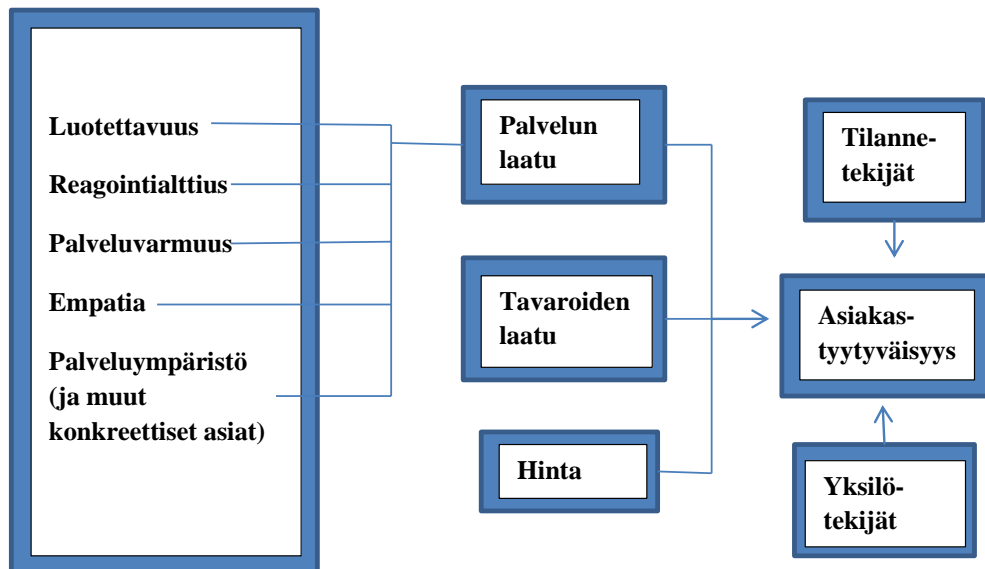 Luotettavuus
Reagointialttius
Palveluvarmuus
Empatia
Palveluympäristö
(ja muut
konkreettiset asiat)
Palvelun
laatu
Tavaroiden
laatu
Hinta
Tilanne-
tekijät
Asiakas-
tyytyväisyys
Yksilö-
tekijät